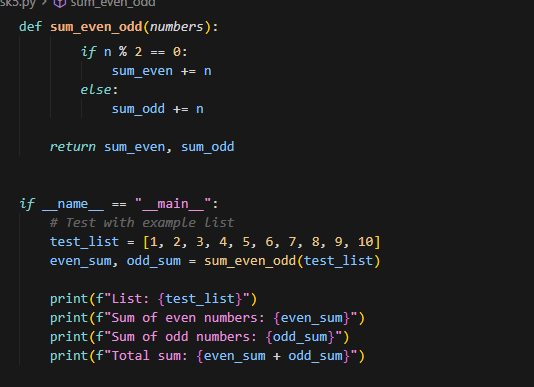 sk5.py > sum_even_odd
def sum_even_odd(numbers):
        if n % 2 == 0:
            sum_even += n
        else:
            sum_odd += n
    return sum_even, sum_odd
if __name__ == "__main__":
    # Test with example list
    test_list = [1, 2, 3, 4, 5, 6, 7, 8, 9, 10]
    even_sum, odd_sum = sum_even_odd(test_list)
    print(f"List: {test_list}")
    print(f"Sum of even numbers: {even_sum}")
    print(f"Sum of odd numbers: {odd_sum}")
    print(f"Total sum: {even_sum + odd_sum}")